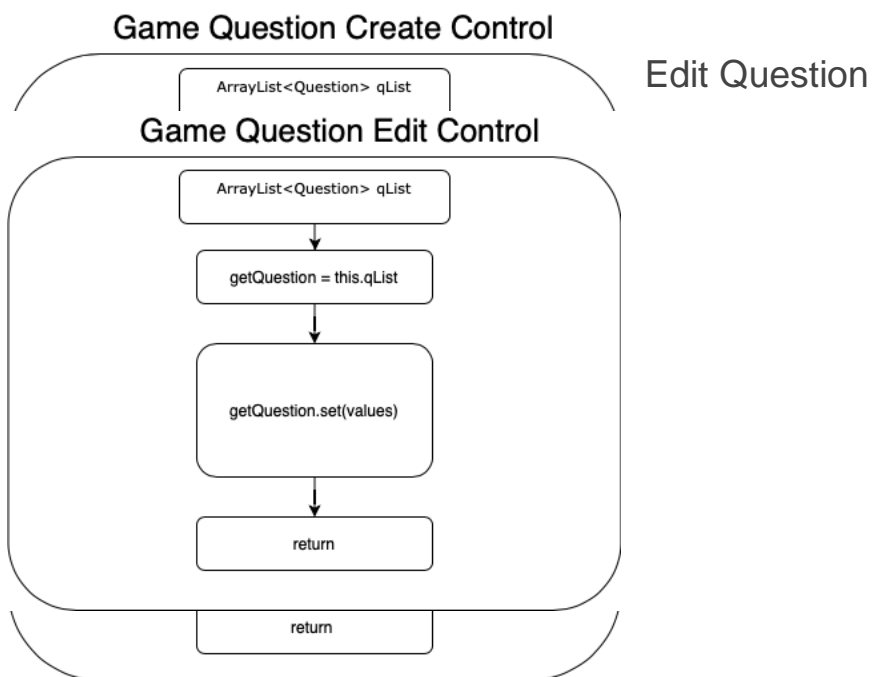 Game Question Create Control
Edit Question
ArrayList<Question> qList
Game Question Edit Control
ArrayList<Question> qList
getQuestion = this.qList
getQuestion.set(values)
return
return